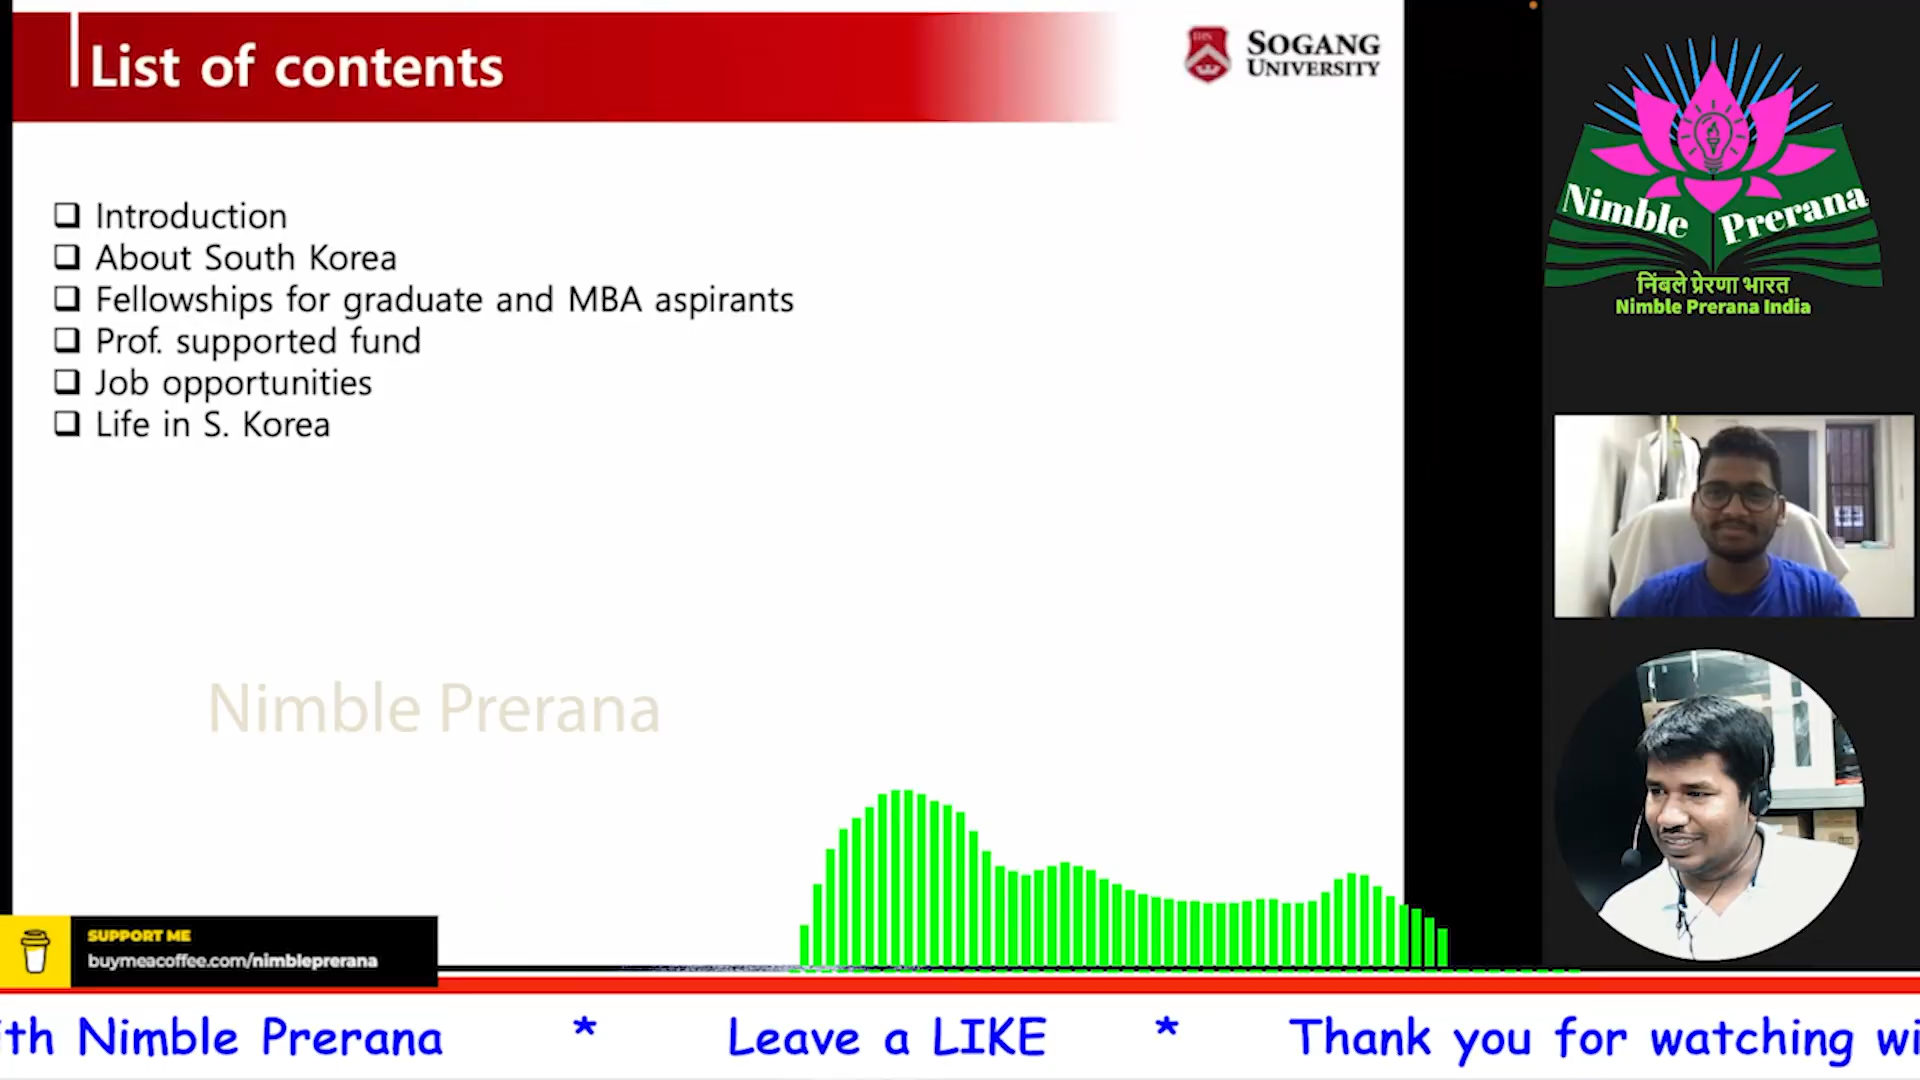 List of contents
SOGANG
UNIVERSITY
Introduction
About South Korea
Fellowships for graduate and MBA aspirants
Prof. supported fund
Job opportunities
Life in S. Korea
Nimble Prerana
Nimble Prerana
निंबले प्रेरणा भारत
Nimble Prerana India
SUPPORT ME
buymeacoffee.com/nimbleprerana
ith Nimble Prerana * Leave a LIKE * Thank you for watching wi